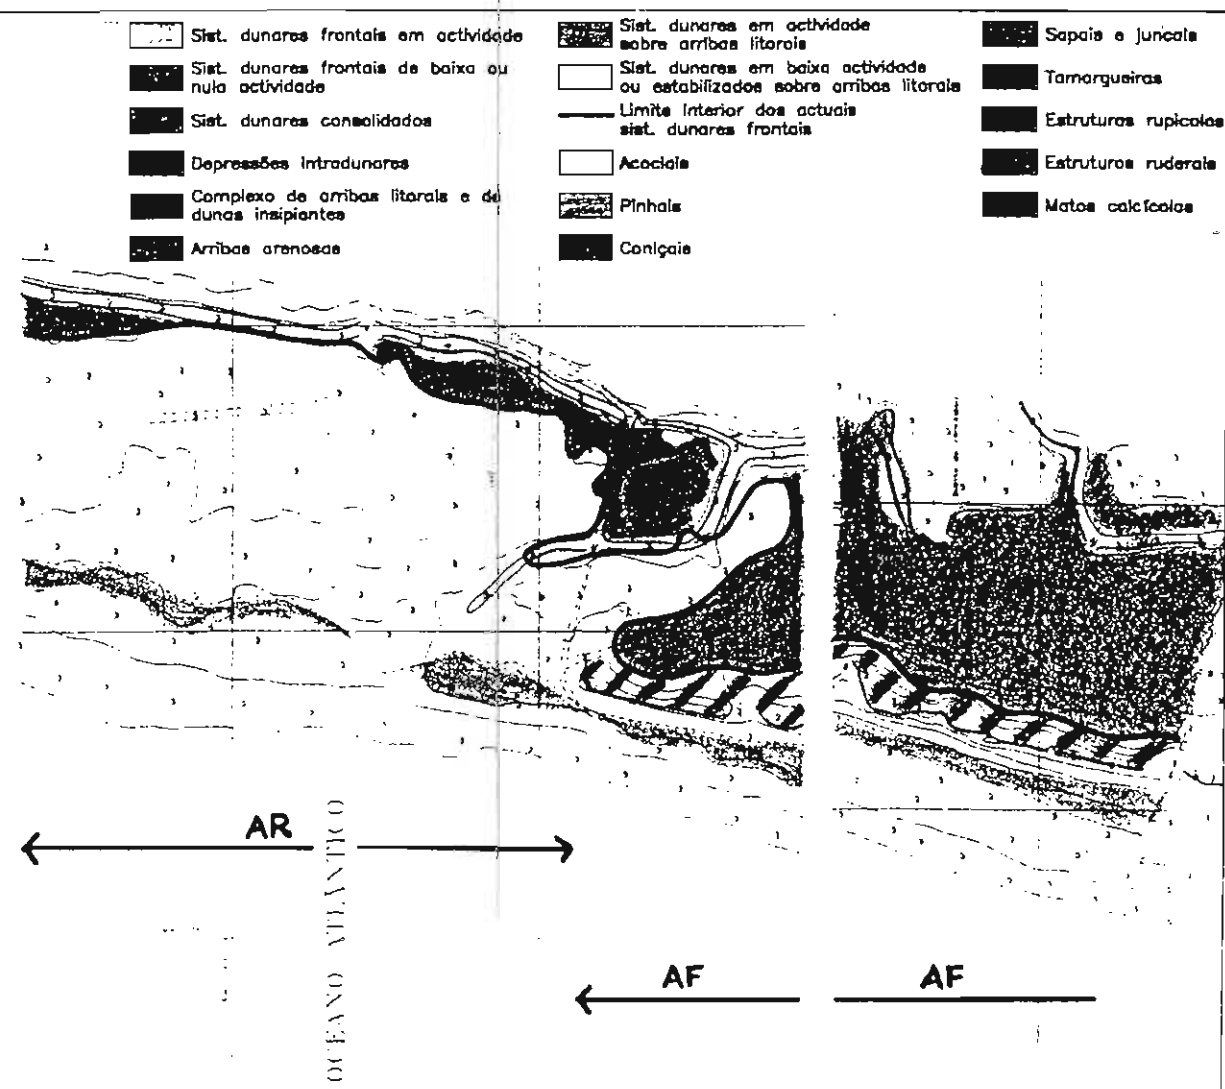 Sist. dunares frontais em actividade
Sist. dunares frontais de baixa ou
nula actividade
Sist. dunares consolidados
Depressões intradunares
Complexo de arribas litorais e de
dunas insipiantes
Arribas arenosas
Sist. dunares em actividade
sobre arribas litorais
Sist. dunares em baixa actividade
ou estabilizados sobre arribas litorais
Limite interior dos actuais
sist. dunares frontais
Acaciais
Pinhais
Caniçais
Sapais e juncais
Tamargueiras
Estruturas rupícolas
Estruturas ruderais
Matos calcícolas
AR
OCEANO ATLÂNTICO
AF
AF